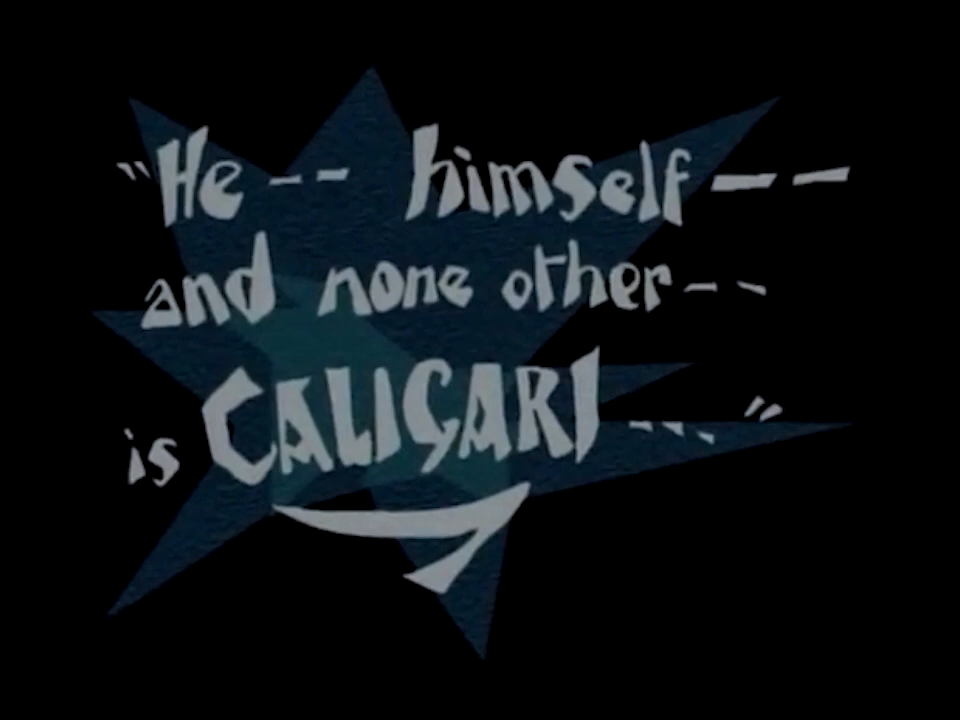 "He -- himself --
and none other --
is CALIGARI ---"